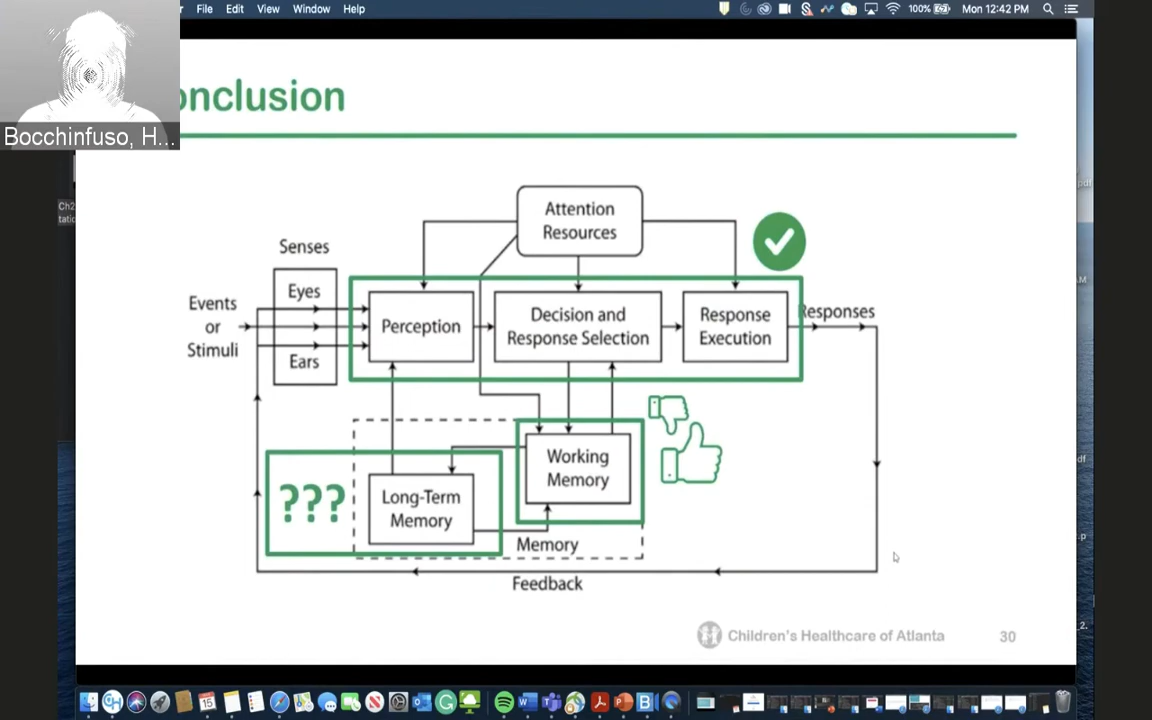 File Edit View Window Help
100%
Mon 12:42 PM
Bocchinfuso, H...
onclusion
Attention
Resources
Senses
Eyes
Ears
Events
or
Stimuli
Perception
Decision and
Response Selection
Response
Execution
Responses
Working
Memory
???
Long-Term
Memory
Memory
Feedback
Children's Healthcare of Atlanta
30
pdf
15